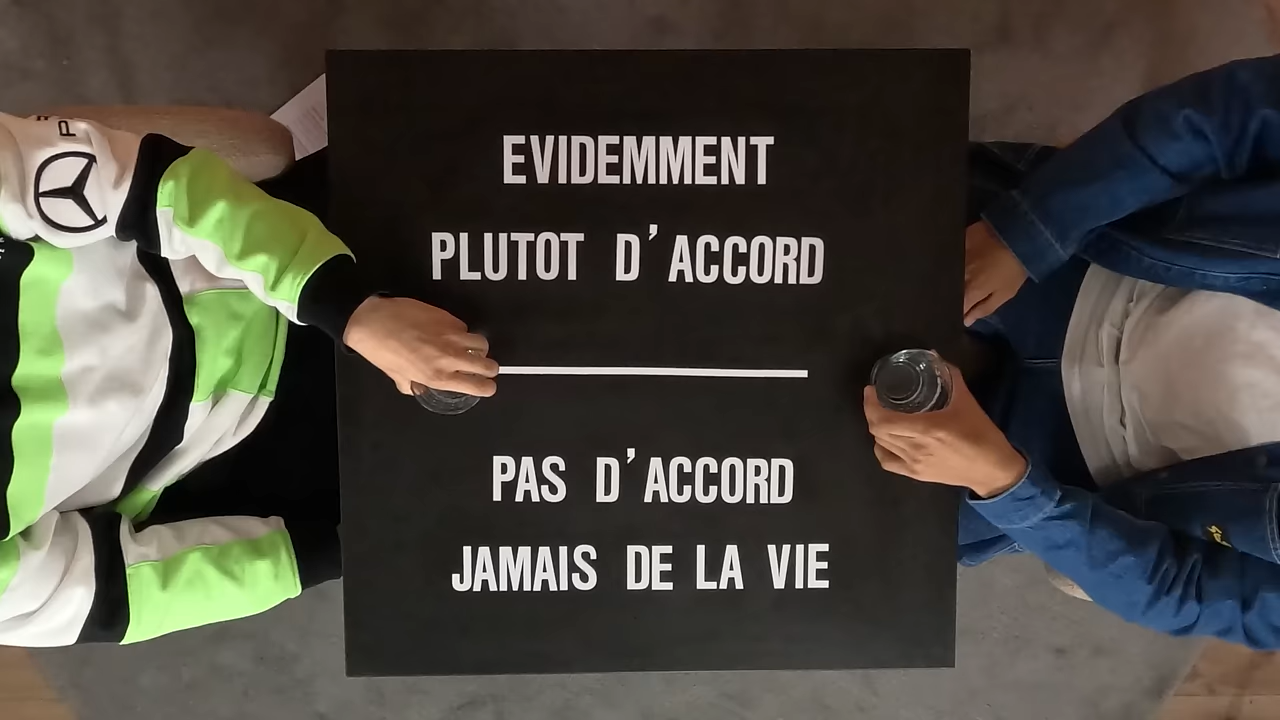 EVIDEMMENT
PLUTOT D'ACCORD
PAS D'ACCORD
JAMAIS DE LA VIE